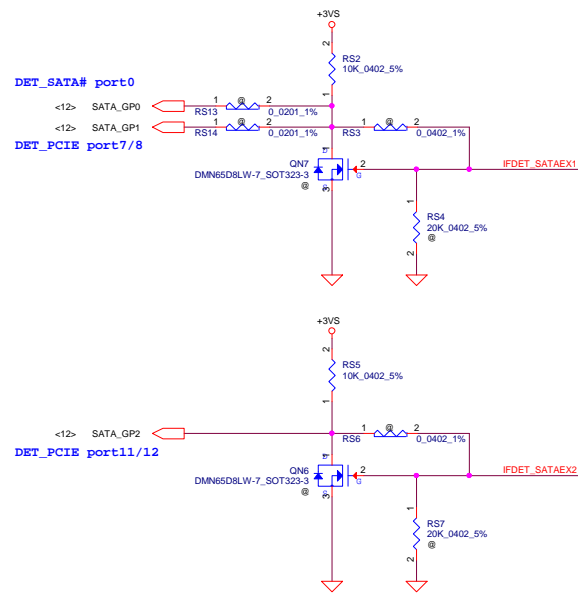 +3VS
2
RS2
10K_0402_5%
1
DET_SATA# port0
<12> SATA_GP0 1 @ 2
RS13 0_0201_1%
<12> SATA_GP1 1 @ 2 1 @ 2
RS14 0_0201_1% RS3 0_0402_1%
DET_PCIE port7/8
1
D
QN7
DMN65D8LW-7_SOT323-3
@
2
G
3
S
IFDET_SATAEX1
1
RS4
20K_0402_5%
@
2
+3VS
2
RS5
10K_0402_5%
1
<12> SATA_GP2
1 @ 2
RS6 0_0402_1%
DET_PCIE port11/12
1
D
QN6
DMN65D8LW-7_SOT323-3
@
2
G
3
S
IFDET_SATAEX2
1
RS7
20K_0402_5%
@
2